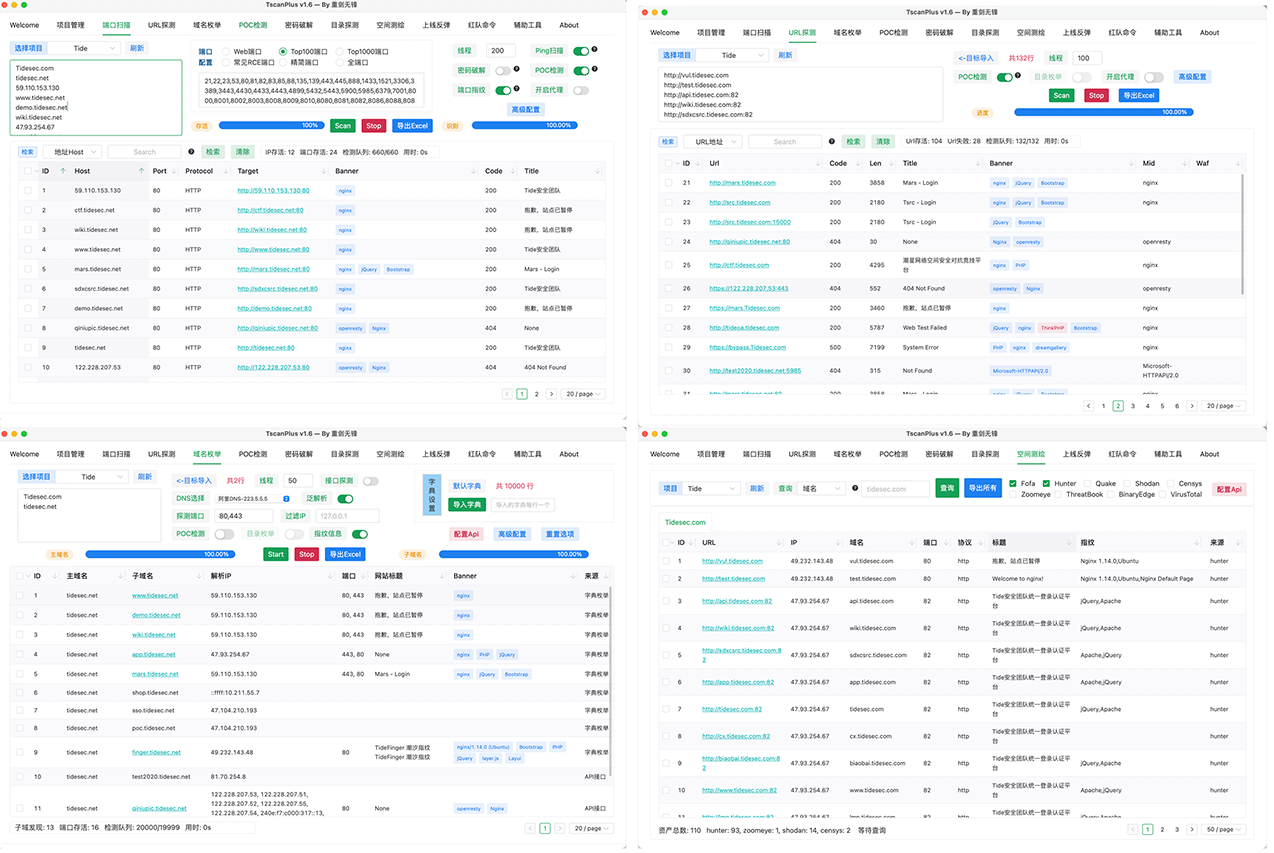 TscanPlus v1.6 — By 重剑无锋
Welcome 项目管理 端口扫描 URL探测 域名枚举 POC检测 密码破解 目录探测 空间测绘 上线反弹 红队命令 辅助工具 About
选择项目 Tide 刷新
Tidesec.com
tidesec.net
59.110.153.130
www.tidesec.net
demo.tidesec.net
wiki.tidesec.net
47.93.254.67
端口配置 Web端口 Top100端口 Top1000端口
常见RCE端口 精简端口 全端口
21,22,23,53,80,81,82,83,85,88,135,139,443,445,888,1433,1521,3306,3
389,3443,4430,4433,4443,4899,5432,5443,5900,5985,6379,7001,80
00,8001,8002,8003,8008,8009,8010,8080,8081,8082,8086,8088,808
线程 200 Ping扫描
密码破解 POC检测
端口指纹 开启代理
高级配置
存活 100% Scan Stop 导出Excel 识别 100.00%
检索 地址Host Search 检索 清除 IP存活: 12 端口存活: 24 检测队列: 660/660 用时: 0s
ID Host Port Protocol Target Banner Code Title
1 59.110.153.130 80 HTTP http://59.110.153.130:80 nginx 200 Tide安全团队
2 ctf.tidesec.net 80 HTTP http://ctf.tidesec.net:80 nginx 200 抱歉，站点已暂停
3 wiki.tidesec.net 80 HTTP http://wiki.tidesec.net:80 nginx 200 抱歉，站点已暂停
4 www.tidesec.net 80 HTTP http://www.tidesec.net:80 nginx 200 Tide安全团队
5 mars.tidesec.net 80 HTTP http://mars.tidesec.net:80 nginx jQuery Bootstrap 200 Mars - Login
6 sdxcsrc.tidesec.net 80 HTTP http://sdxcsrc.tidesec.net:80 nginx 200 Tide安全团队
7 demo.tidesec.net 80 HTTP http://demo.tidesec.net:80 nginx 200 抱歉，站点已暂停
8 qiniupic.tidesec.net 80 HTTP http://qiniupic.tidesec.net:80 openresty Nginx 404 None
9 tidesec.net 80 HTTP http://tidesec.net:80 nginx 200 Tide安全团队
10 122.228.207.53 80 HTTP http://122.228.207.53:80 openresty Nginx 404 404 Not Found
1 2 20 / page
TscanPlus v1.6 — By 重剑无锋
Welcome 项目管理 端口扫描 URL探测 域名枚举 POC检测 密码破解 目录探测 空间测绘 上线反弹 红队命令 辅助工具 About
选择项目 Tide 刷新
http://vul.tidesec.com
http://test.tidesec.com
http://api.tidesec.com:82
http://wiki.tidesec.com:82
http://sdxcsrc.tidesec.com:82
<-目标导入 共132行 线程 100
POC检测 目录枚举 开启代理 高级配置
Scan Stop 导出Excel
进度 100.00%
检索 URL地址 Search 检索 清除 Url存活: 104 Url失败: 28 检测队列: 132/132 用时: 0s
ID Url Code Len Title Banner Mid Waf
21 http://mars.tidesec.com 200 3858 Mars - Login nginx jQuery Bootstrap nginx
22 http://src.tidesec.com 200 2180 Tsrc - Login nginx jQuery Bootstrap nginx
23 http://src.tidesec.com:15000 200 2180 Tsrc - Login jQuery Bootstrap
24 http://qiniupic.tidesec.net:80 404 30 None Nginx openresty openresty
25 http://ctf.tidesec.com 200 4295 潮星网络空间安全对抗竞技平台 nginx PHP nginx
26 https://122.228.207.53:443 404 552 404 Not Found openresty Nginx openresty
27 https://mars.Tidesec.com 200 3460 抱歉，站点已暂停 nginx nginx
28 http://tideoa.tidesec.com 200 5787 Web Test Failed jQuery nginx ThinkPHP Bootstrap nginx
29 https://bypass.Tidesec.com 500 7199 System Error PHP nginx dreamgallery nginx
30 http://test2020.tidesec.net:5985 404 315 Not Found Microsoft-HTTPAPI/2.0 Microsoft-HTTPAPI/2.0
31 http://mars.tidesec.net:80 200 3858 Mars - Login nginx jQuery Bootstrap nginx
1 2 3 4 5 6 20 / page
TscanPlus v1.6 — By 重剑无锋
Welcome 项目管理 端口扫描 URL探测 域名枚举 POC检测 密码破解 目录探测 空间测绘 上线反弹 红队命令 辅助工具 About
选择项目 Tide 刷新
Tidesec.com
tidesec.net
<-目标导入 共2行 线程 50 接口探测
DNS选择 阿里DNS-223.5.5.5 泛解析
探测端口 80,443 过滤IP 127.0.0.1
POC检测 目录枚举 指纹信息
字典设置 默认字典 共 10000 行
导入字典 导入的字典每行一个
配置Api 高级配置 重置选项
主域名 100.00% Start Stop 导出Excel 子域名 100.00%
ID 主域名 子域名 解析IP 端口 网站标题 Banner 来源
1 tidesec.net www.tidesec.net 59.110.153.130 80, 443 抱歉，站点已暂停 nginx 字典枚举
2 tidesec.net demo.tidesec.net 59.110.153.130 80, 443 抱歉，站点已暂停 nginx 字典枚举
3 tidesec.net wiki.tidesec.net 59.110.153.130 80, 443 抱歉，站点已暂停 nginx 字典枚举
4 tidesec.net app.tidesec.net 47.93.254.67 443, 80 None nginx PHP jQuery 字典枚举
5 tidesec.net mars.tidesec.net 59.110.153.130 443, 80 Mars - Login nginx jQuery Bootstrap 字典枚举
6 tidesec.net shop.tidesec.net ::ffff:10.211.55.7 字典枚举
7 tidesec.net sso.tidesec.net 47.104.210.193 字典枚举
8 tidesec.net poc.tidesec.net 47.104.210.193 字典枚举
9 tidesec.net finger.tidesec.net 49.232.143.48 80 TideFinger 潮汐指纹 TideFinger 潮汐指纹 nginx/1.14.0 (Ubuntu) Bootstrap PHP jQuery layer.js Layui 字典枚举
10 tidesec.net test2020.tidesec.net 81.70.254.8 API接口
11 tidesec.net qiniupic.tidesec.net 122.228.207.53, 122.228.207.51, 122.228.207.52, 122.228.207.55, 122.228.207.54, 240e:f7:c000:317::13, 80 None openresty Nginx API接口
子域发现: 13 端口存活: 16 检测队列: 20000/19999 用时: 0s
1 20 / page
TscanPlus v1.6 — By 重剑无锋
Welcome 项目管理 端口扫描 URL探测 域名枚举 POC检测 密码破解 目录探测 空间测绘 上线反弹 红队命令 辅助工具 About
项目 Tide 刷新 查询 域名 tidesec.com 查询 导出所有
Fofa Hunter Quake Shodan Censys
Zoomeye ThreatBook BinaryEdge VirusTotal
配置Api
Tidesec.com
ID URL IP 域名 端口 协议 标题 指纹 来源
1 http://vul.tidesec.com 49.232.143.48 vul.tidesec.com 80 http 抱歉，站点已暂停 Nginx 1.14.0,Ubuntu hunter
2 http://test.tidesec.com 49.232.143.48 test.tidesec.com 80 http Welcome to nginx! Nginx 1.14.0,Ubuntu,Nginx Default Page hunter
3 http://api.tidesec.com:82 47.93.254.67 api.tidesec.com 82 http Tide安全团队统一登录认证平台 jQuery,Apache hunter
4 http://wiki.tidesec.com:82 47.93.254.67 wiki.tidesec.com 82 http Tide安全团队统一登录认证平台 jQuery,Apache hunter
5 http://sdxcsrc.tidesec.com:82 47.93.254.67 sdxcsrc.tidesec.com 82 http Tide安全团队统一登录认证平台 Apache,jQuery hunter
6 http://app.tidesec.com:82 47.93.254.67 app.tidesec.com 82 http Tide安全团队统一登录认证平台 Apache,jQuery hunter
7 http://tidesec.com:82 47.93.254.67 tidesec.com 82 http Tide安全团队统一登录认证平台 jQuery,Apache hunter
8 http://cx.tidesec.com:82 47.93.254.67 cx.tidesec.com 82 http Tide安全团队统一登录认证平台 hunter
9 http://biaobai.tidesec.com:82 47.93.254.67 biaobai.tidesec.com 82 http Tide安全团队统一登录认证平台 jQuery,Apache hunter
10 http://www.tidesec.com:82 47.93.254.67 www.tidesec.com 82 http Tide安全团队统一登录认证平台 Apache,jQuery hunter
资产总数: 110 hunter: 93, zoomeye: 1, shodan: 14, censys: 2 等待查询
1 2 3 50 / page